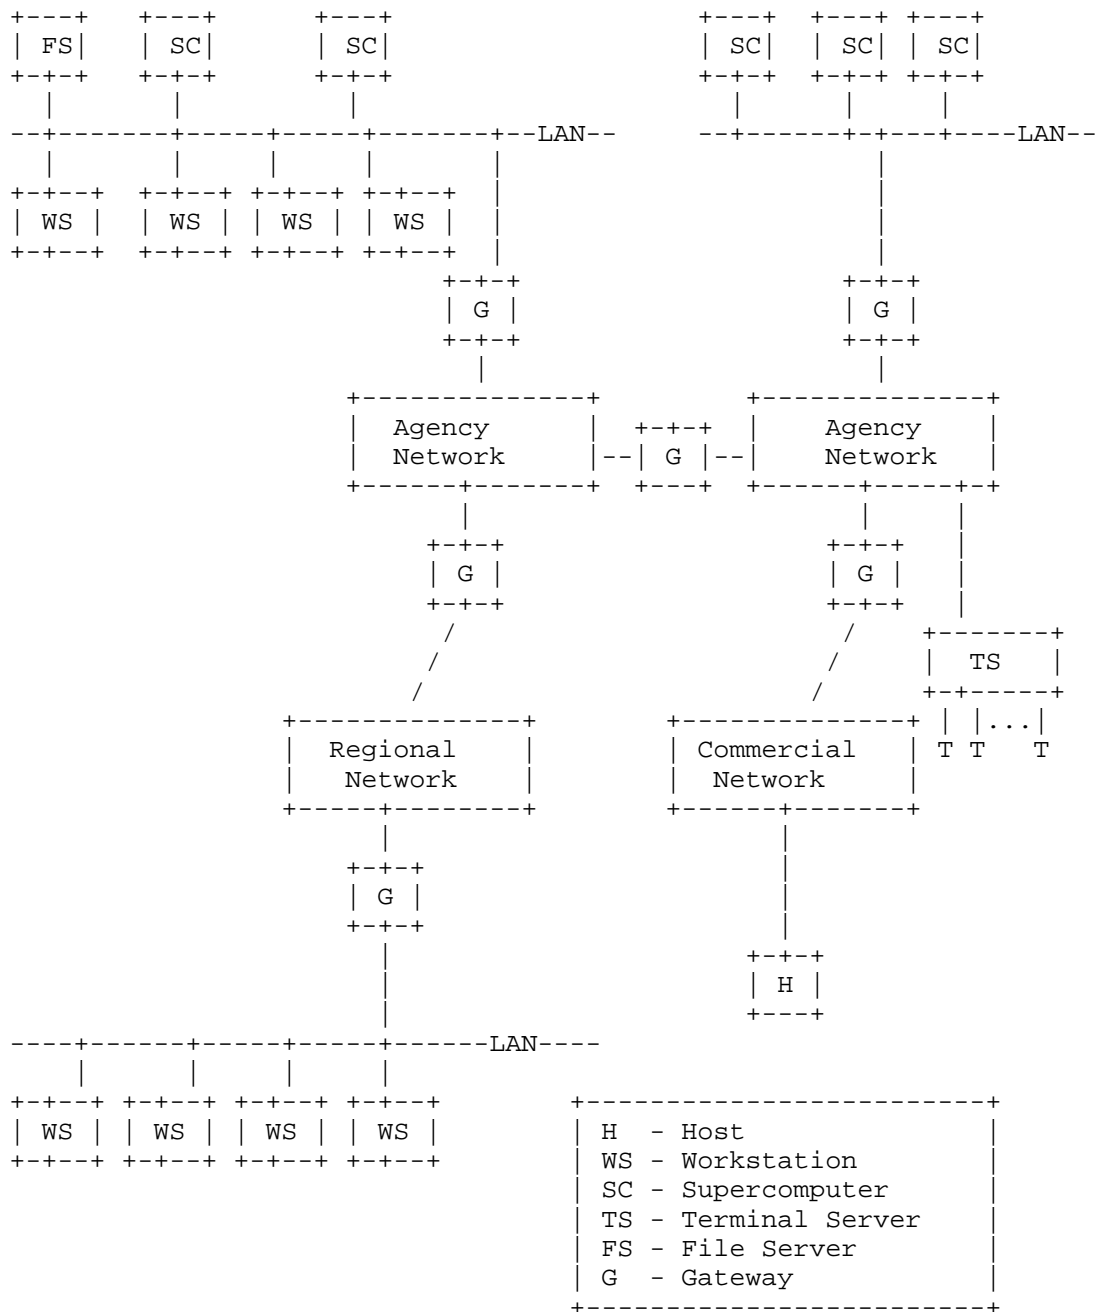 FS SC SC SC SC SC
LAN LAN
WS WS WS WS
G G
Agency Agency
Network G Network
G G
TS
Regional Commercial T T ... T
Network Network
G
H
LAN
WS WS WS WS
H - Host
WS - Workstation
SC - Supercomputer
TS - Terminal Server
FS - File Server
G - Gateway